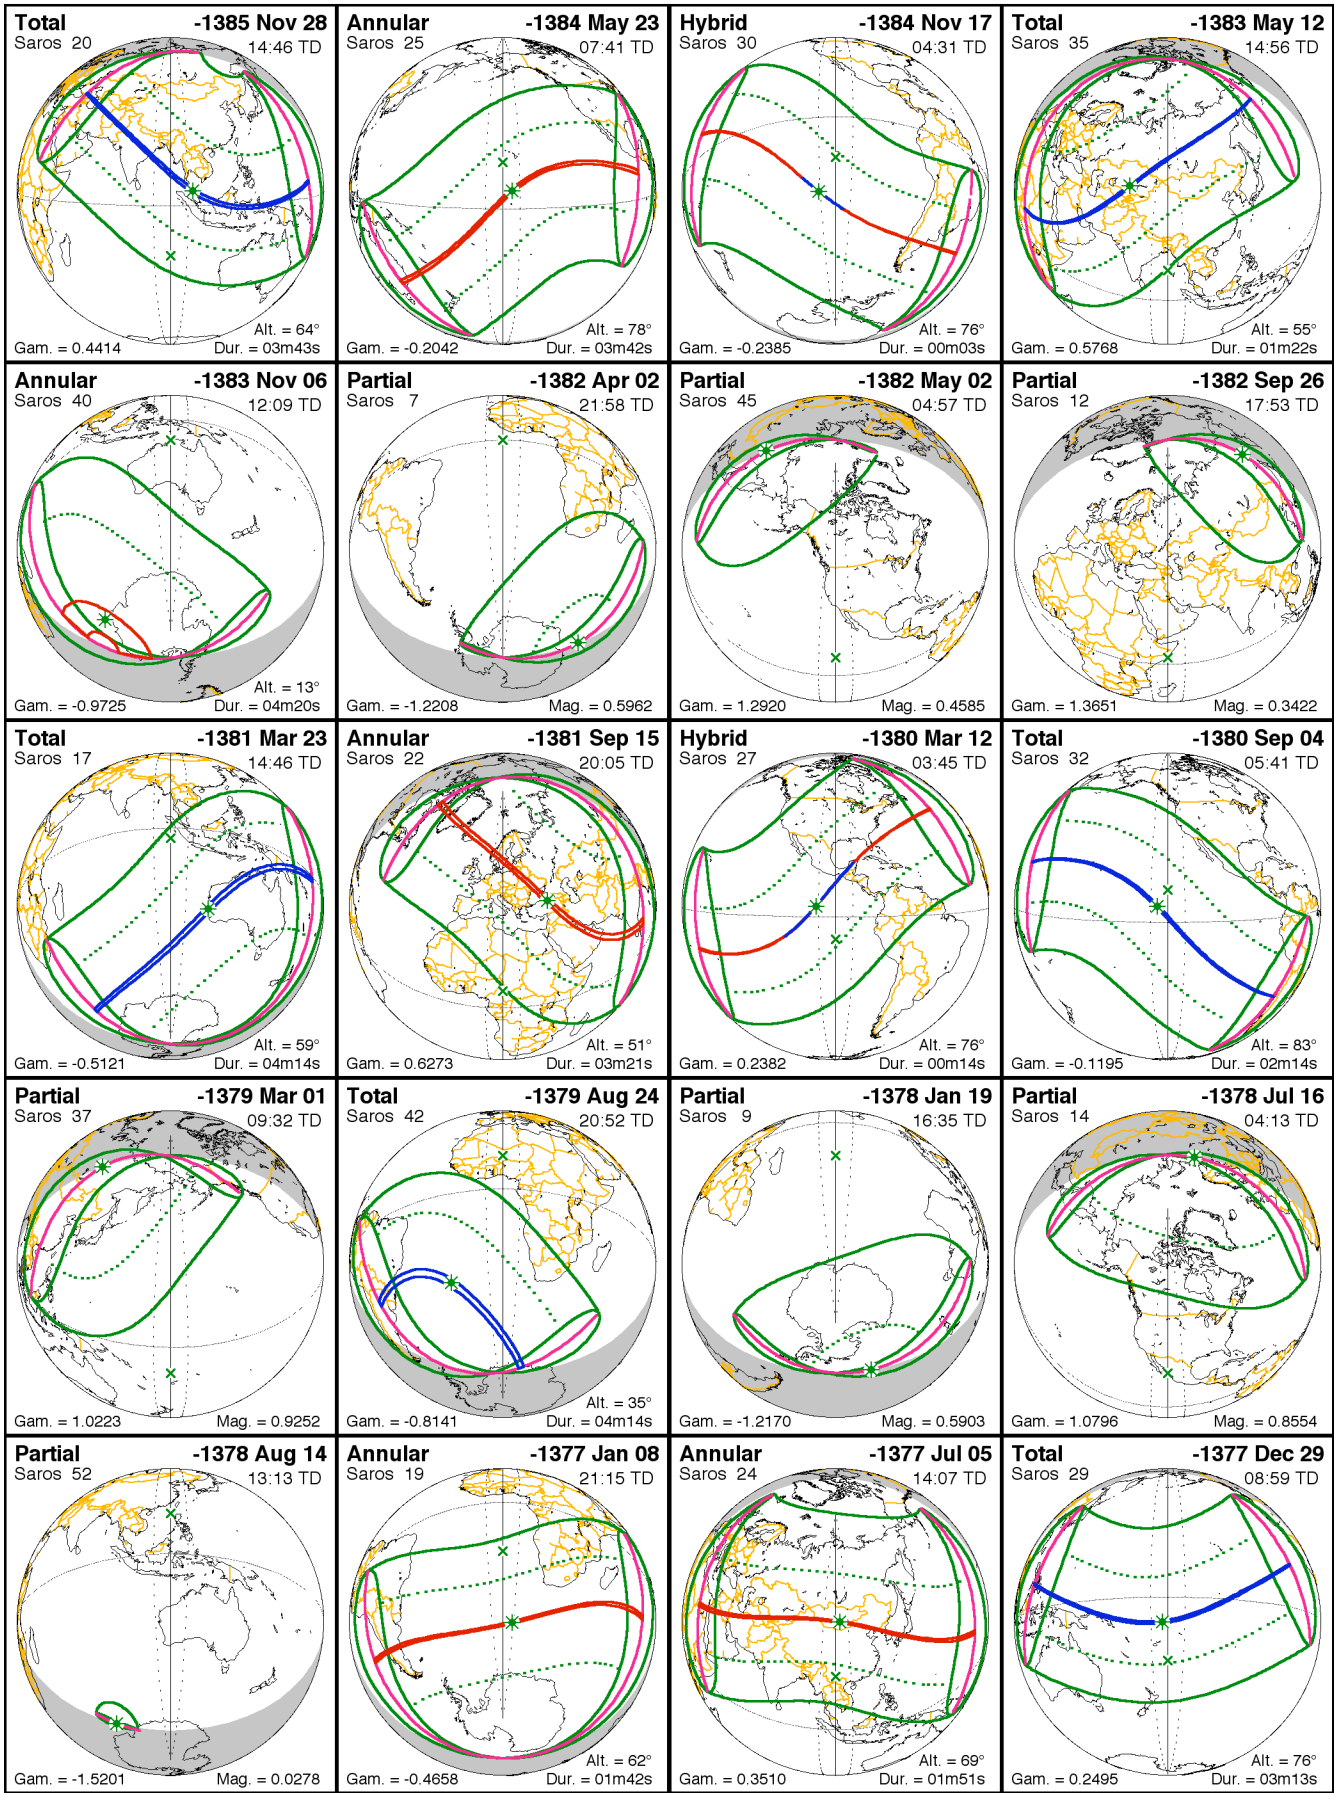 Total -1385 Nov 28
Saros 20 14:46 TD
Alt. = 64°
Gam. = 0.4414 Dur. = 03m43s
Annular -1384 May 23
Saros 25 07:41 TD
Alt. = 78°
Gam. = -0.2042 Dur. = 03m42s
Hybrid -1384 Nov 17
Saros 30 04:31 TD
Alt. = 76°
Gam. = -0.2385 Dur. = 00m03s
Total -1383 May 12
Saros 35 14:56 TD
Alt. = 55°
Gam. = 0.5768 Dur. = 01m22s
Annular -1383 Nov 06
Saros 40 12:09 TD
Alt. = 13°
Gam. = -0.9725 Dur. = 04m20s
Partial -1382 Apr 02
Saros 7 21:58 TD
Gam. = -1.2208 Mag. = 0.5962
Partial -1382 May 02
Saros 45 04:57 TD
Gam. = 1.2920 Mag. = 0.4585
Partial -1382 Sep 26
Saros 12 17:53 TD
Gam. = 1.3651 Mag. = 0.3422
Total -1381 Mar 23
Saros 17 14:46 TD
Alt. = 59°
Gam. = -0.5121 Dur. = 04m14s
Annular -1381 Sep 15
Saros 22 20:05 TD
Alt. = 51°
Gam. = 0.6273 Dur. = 03m21s
Hybrid -1380 Mar 12
Saros 27 03:45 TD
Alt. = 76°
Gam. = 0.2382 Dur. = 00m14s
Total -1380 Sep 04
Saros 32 05:41 TD
Alt. = 83°
Gam. = -0.1195 Dur. = 02m14s
Partial -1379 Mar 01
Saros 37 09:32 TD
Gam. = 1.0223 Mag. = 0.9252
Total -1379 Aug 24
Saros 42 20:52 TD
Alt. = 35°
Gam. = -0.8141 Dur. = 04m14s
Partial -1378 Jan 19
Saros 9 16:35 TD
Gam. = -1.2170 Mag. = 0.5903
Partial -1378 Jul 16
Saros 14 04:13 TD
Gam. = 1.0796 Mag. = 0.8554
Partial -1378 Aug 14
Saros 52 13:13 TD
Gam. = -1.5201 Mag. = 0.0278
Annular -1377 Jan 08
Saros 19 21:15 TD
Alt. = 62°
Gam. = -0.4658 Dur. = 01m42s
Annular -1377 Jul 05
Saros 24 14:07 TD
Alt. = 69°
Gam. = 0.3510 Dur. = 01m51s
Total -1377 Dec 29
Saros 29 08:59 TD
Alt. = 76°
Gam. = 0.2495 Dur. = 03m13s